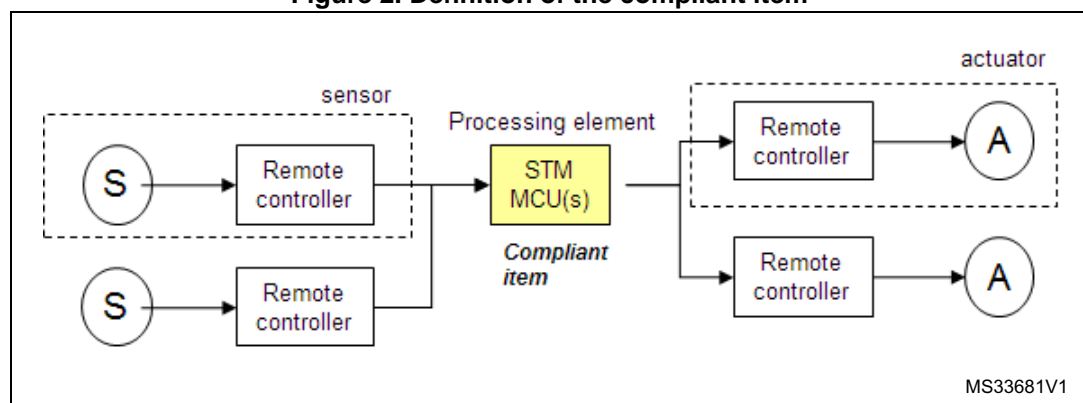 Figure 2. Definition of the compliant item
actuator
sensor
Processing element
S
Remote
controller
STM
MCU(s)
Remote
controller
A
Compliant
item
S
Remote
controller
Remote
controller
A
MS33681V1